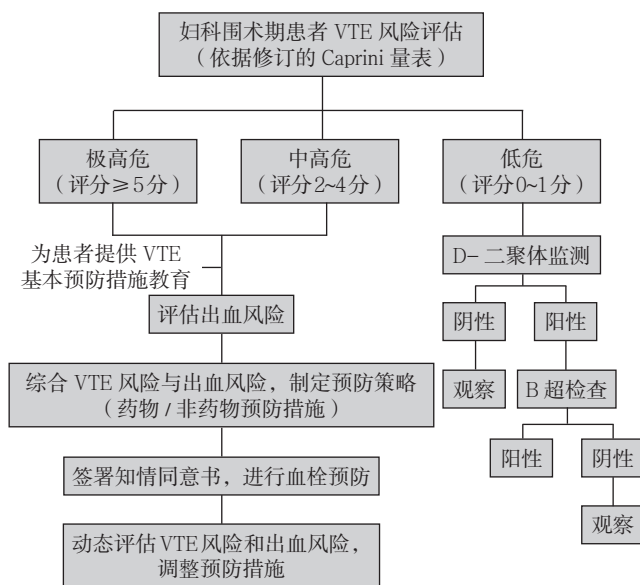 妇科围术期患者 VTE 风险评估
（依据修订的 Caprini 量表）
极高危
（评分≥5分）
中高危
（评分2~4分）
低危
（评分0~1分）
为患者提供 VTE
基本预防措施教育
D-二聚体监测
评估出血风险
阴性
阳性
综合 VTE 风险与出血风险，制定预防策略
（药物 / 非药物预防措施）
观察
B 超检查
签署知情同意书，进行血栓预防
阳性
阴性
动态评估VTE风险和出血风险，
调整预防措施
观察